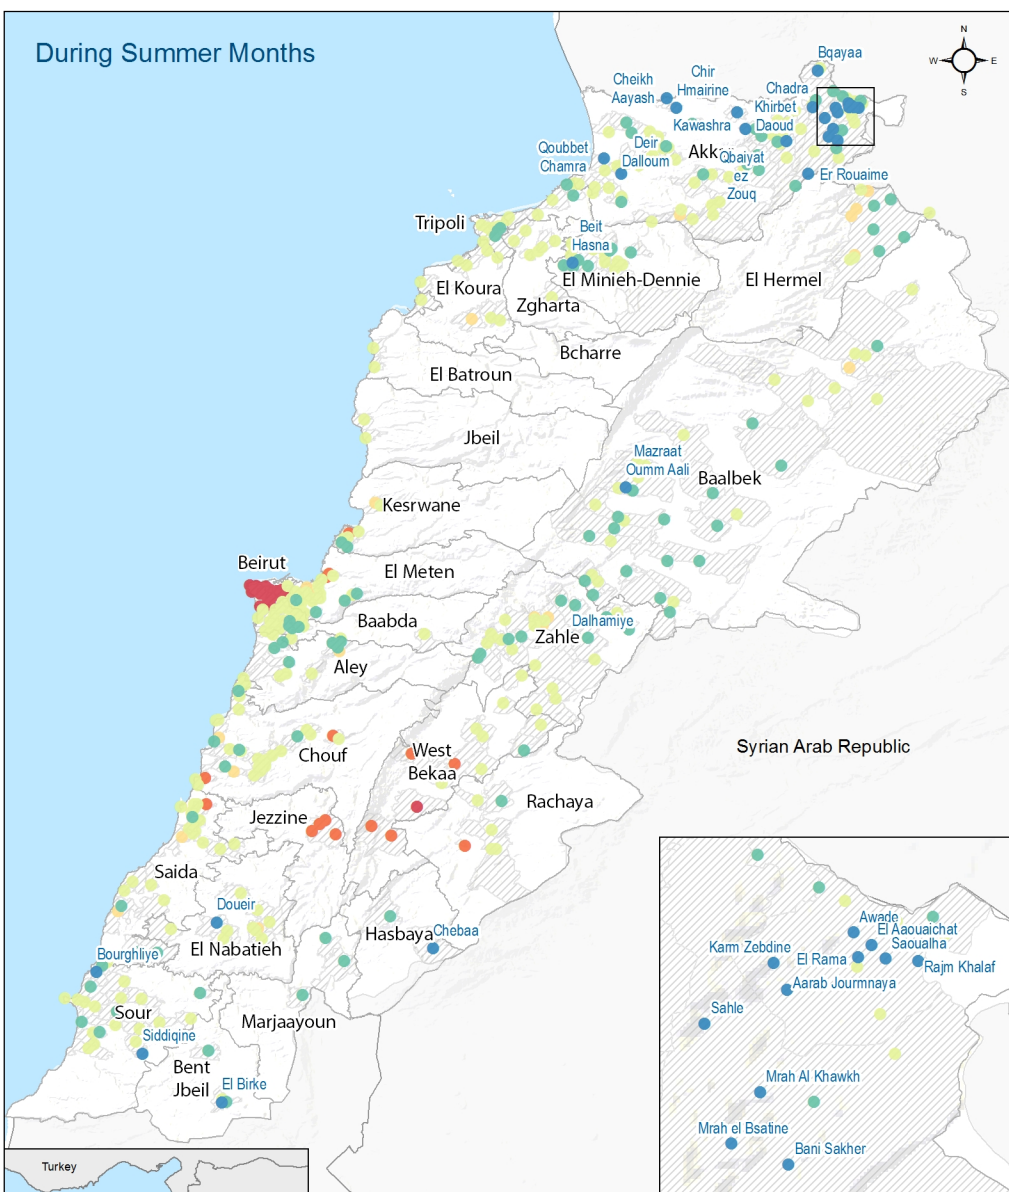 During Summer Months
N
W
E
S
Bqayaa
Cheikh
Aayash
Chir
Hmairine
Chadra
Khirbet
Daoud
Kawashra
Qoubbet
Chamra
Deir
Dalloum
Qbaiyat
ez
Zouq
Er Rouaime
Tripoli
Beit
Hasna
El Koura
El Minieh-Dennie
El Hermel
Zgharta
Bcharre
El Batroun
Jbeil
Mazraat
Oumm Aali
Baalbek
Kesrwane
Beirut
El Meten
Baabda
Dalhamiye
Zahle
Aley
Chouf
West
Bekaa
Syrian Arab Republic
Rachaya
Jezzine
Saida
Doueir
Hasbaya
Chebaa
El Nabatieh
Bourghliye
Sour
Marjaayoun
Siddiqine
Bent
Jbeil
El Birke
Turkey
Awade
El Aaouaichat
Saoualha
Karm Zebdine
El Rama
Rajm Khalaf
Aarab Jourmnaya
Sahle
Mrah Al Khawkh
Mrah el Bsatine
Bani Sakher